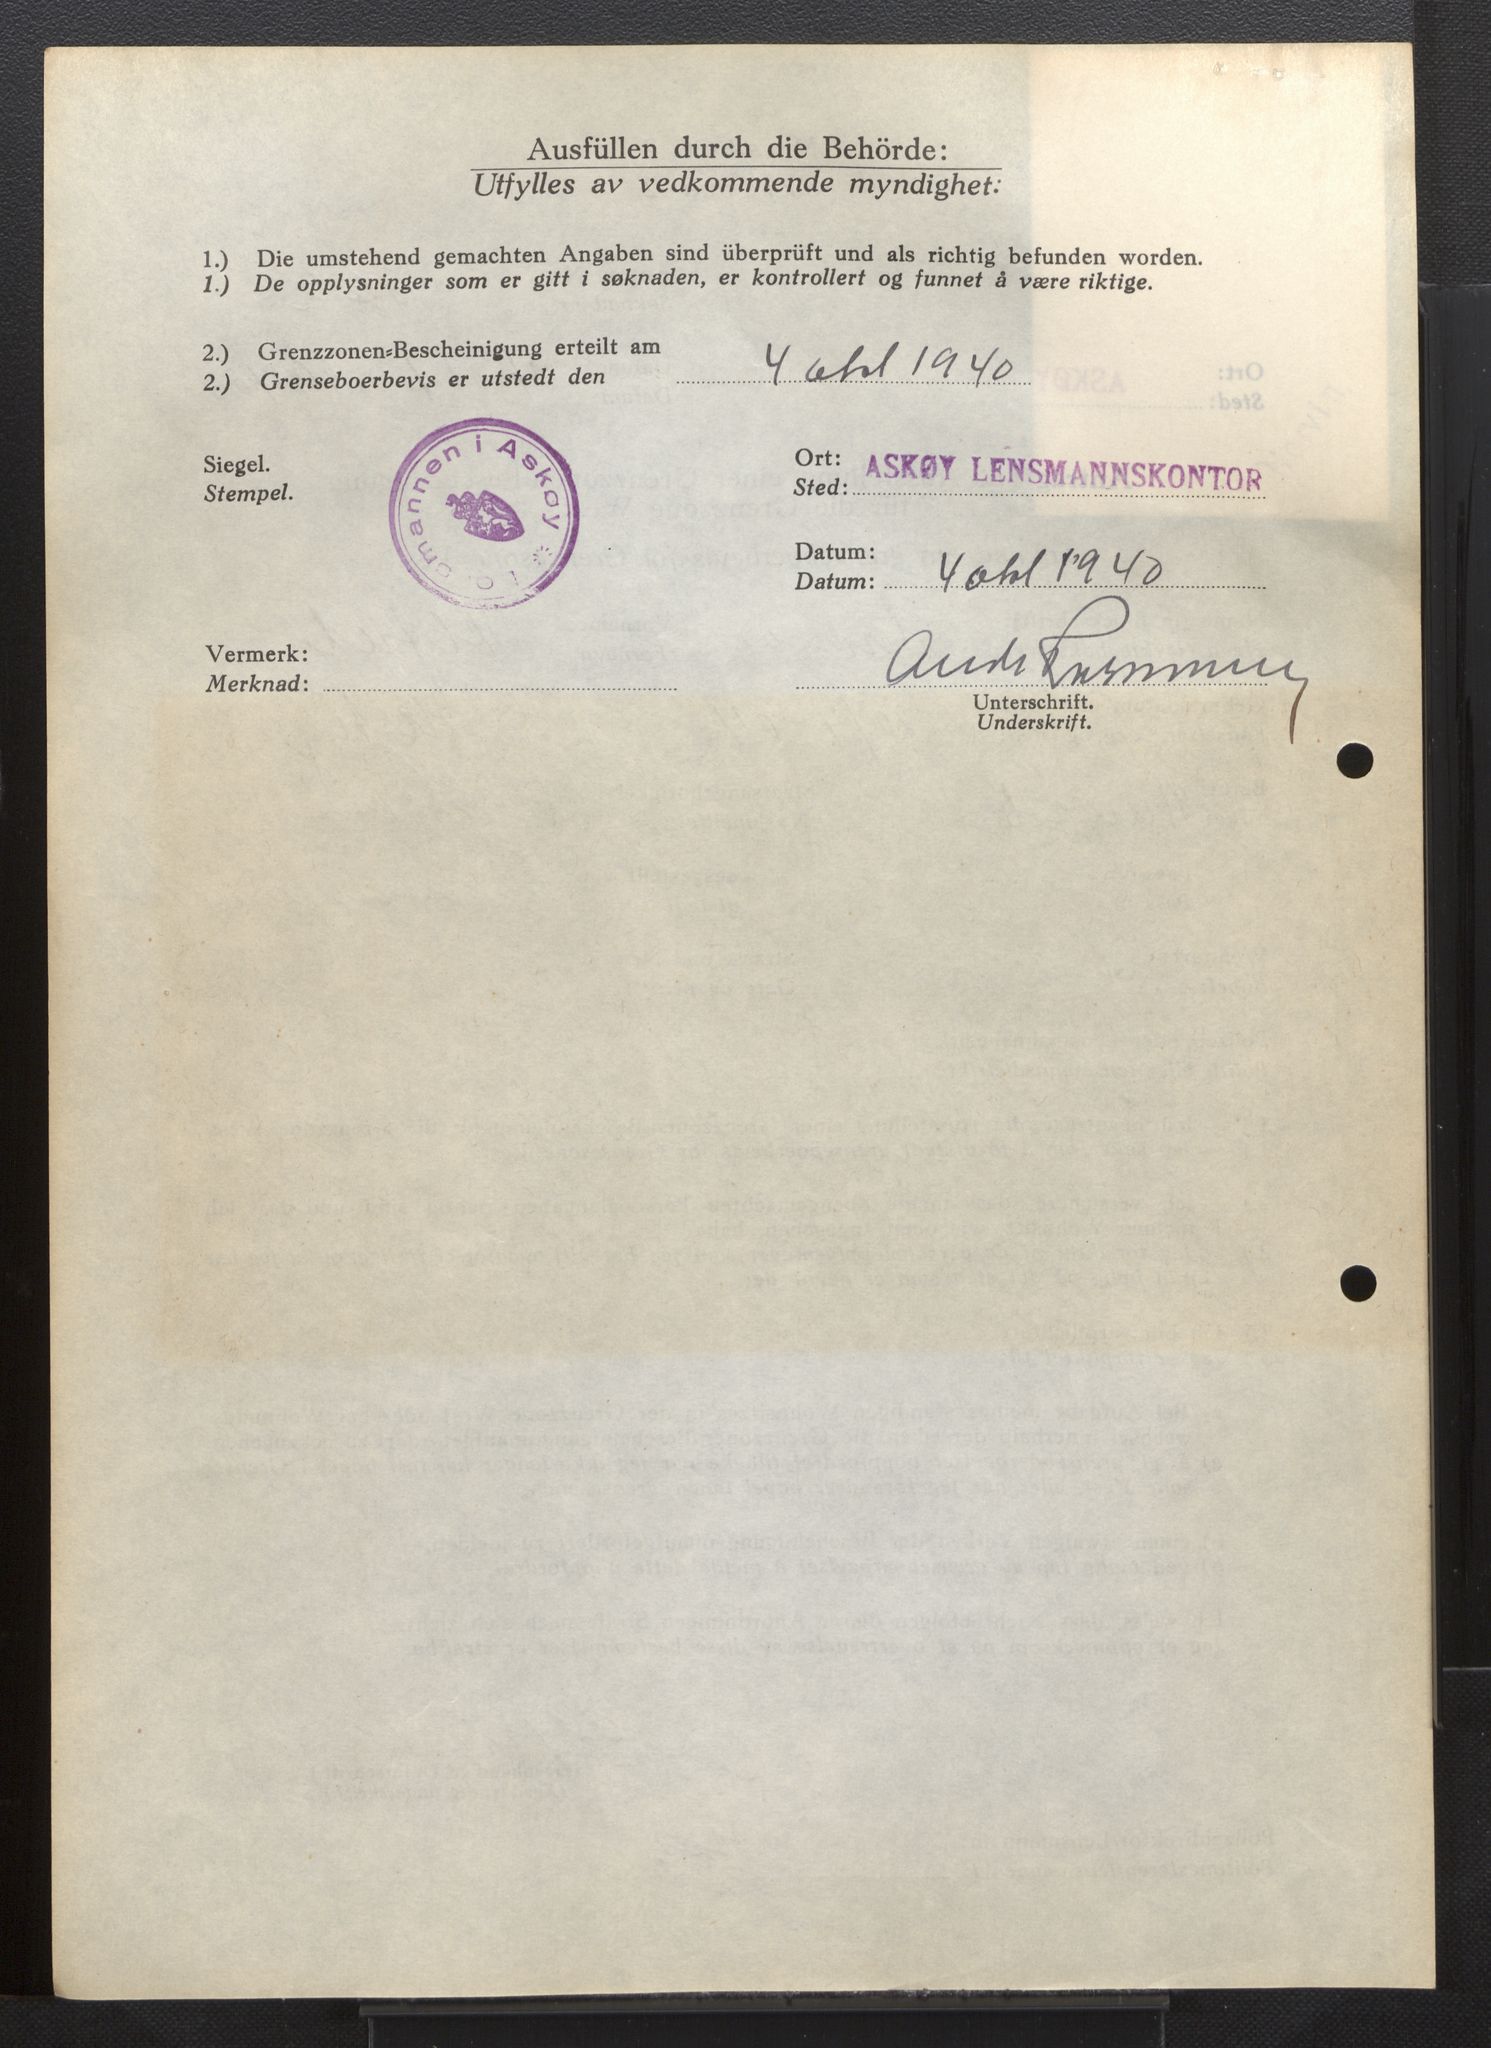 Ausfüllen durch die Behörde:
Utfylles av vedkommende myndighet:
1.) Die umstehend gemachten Angaben sind überprüft und als richtig befunden worden.
1.) De opplysninger som er gitt i søknaden, er kontrollert og funnet å være riktige.
2.) Grenzzonen-Bescheinigung erteilt am
2.) Grenseboerbevis er utstedt den 4 okt 1940
Siegel.
Stempel.
mannen i Askøy
Ort:
Sted: ASKØY LENSMANNSKONTOR
Datum:
Datum: 4 okt 1940
Vermerk:
Merknad:
Unterschrift.
Underskrift.